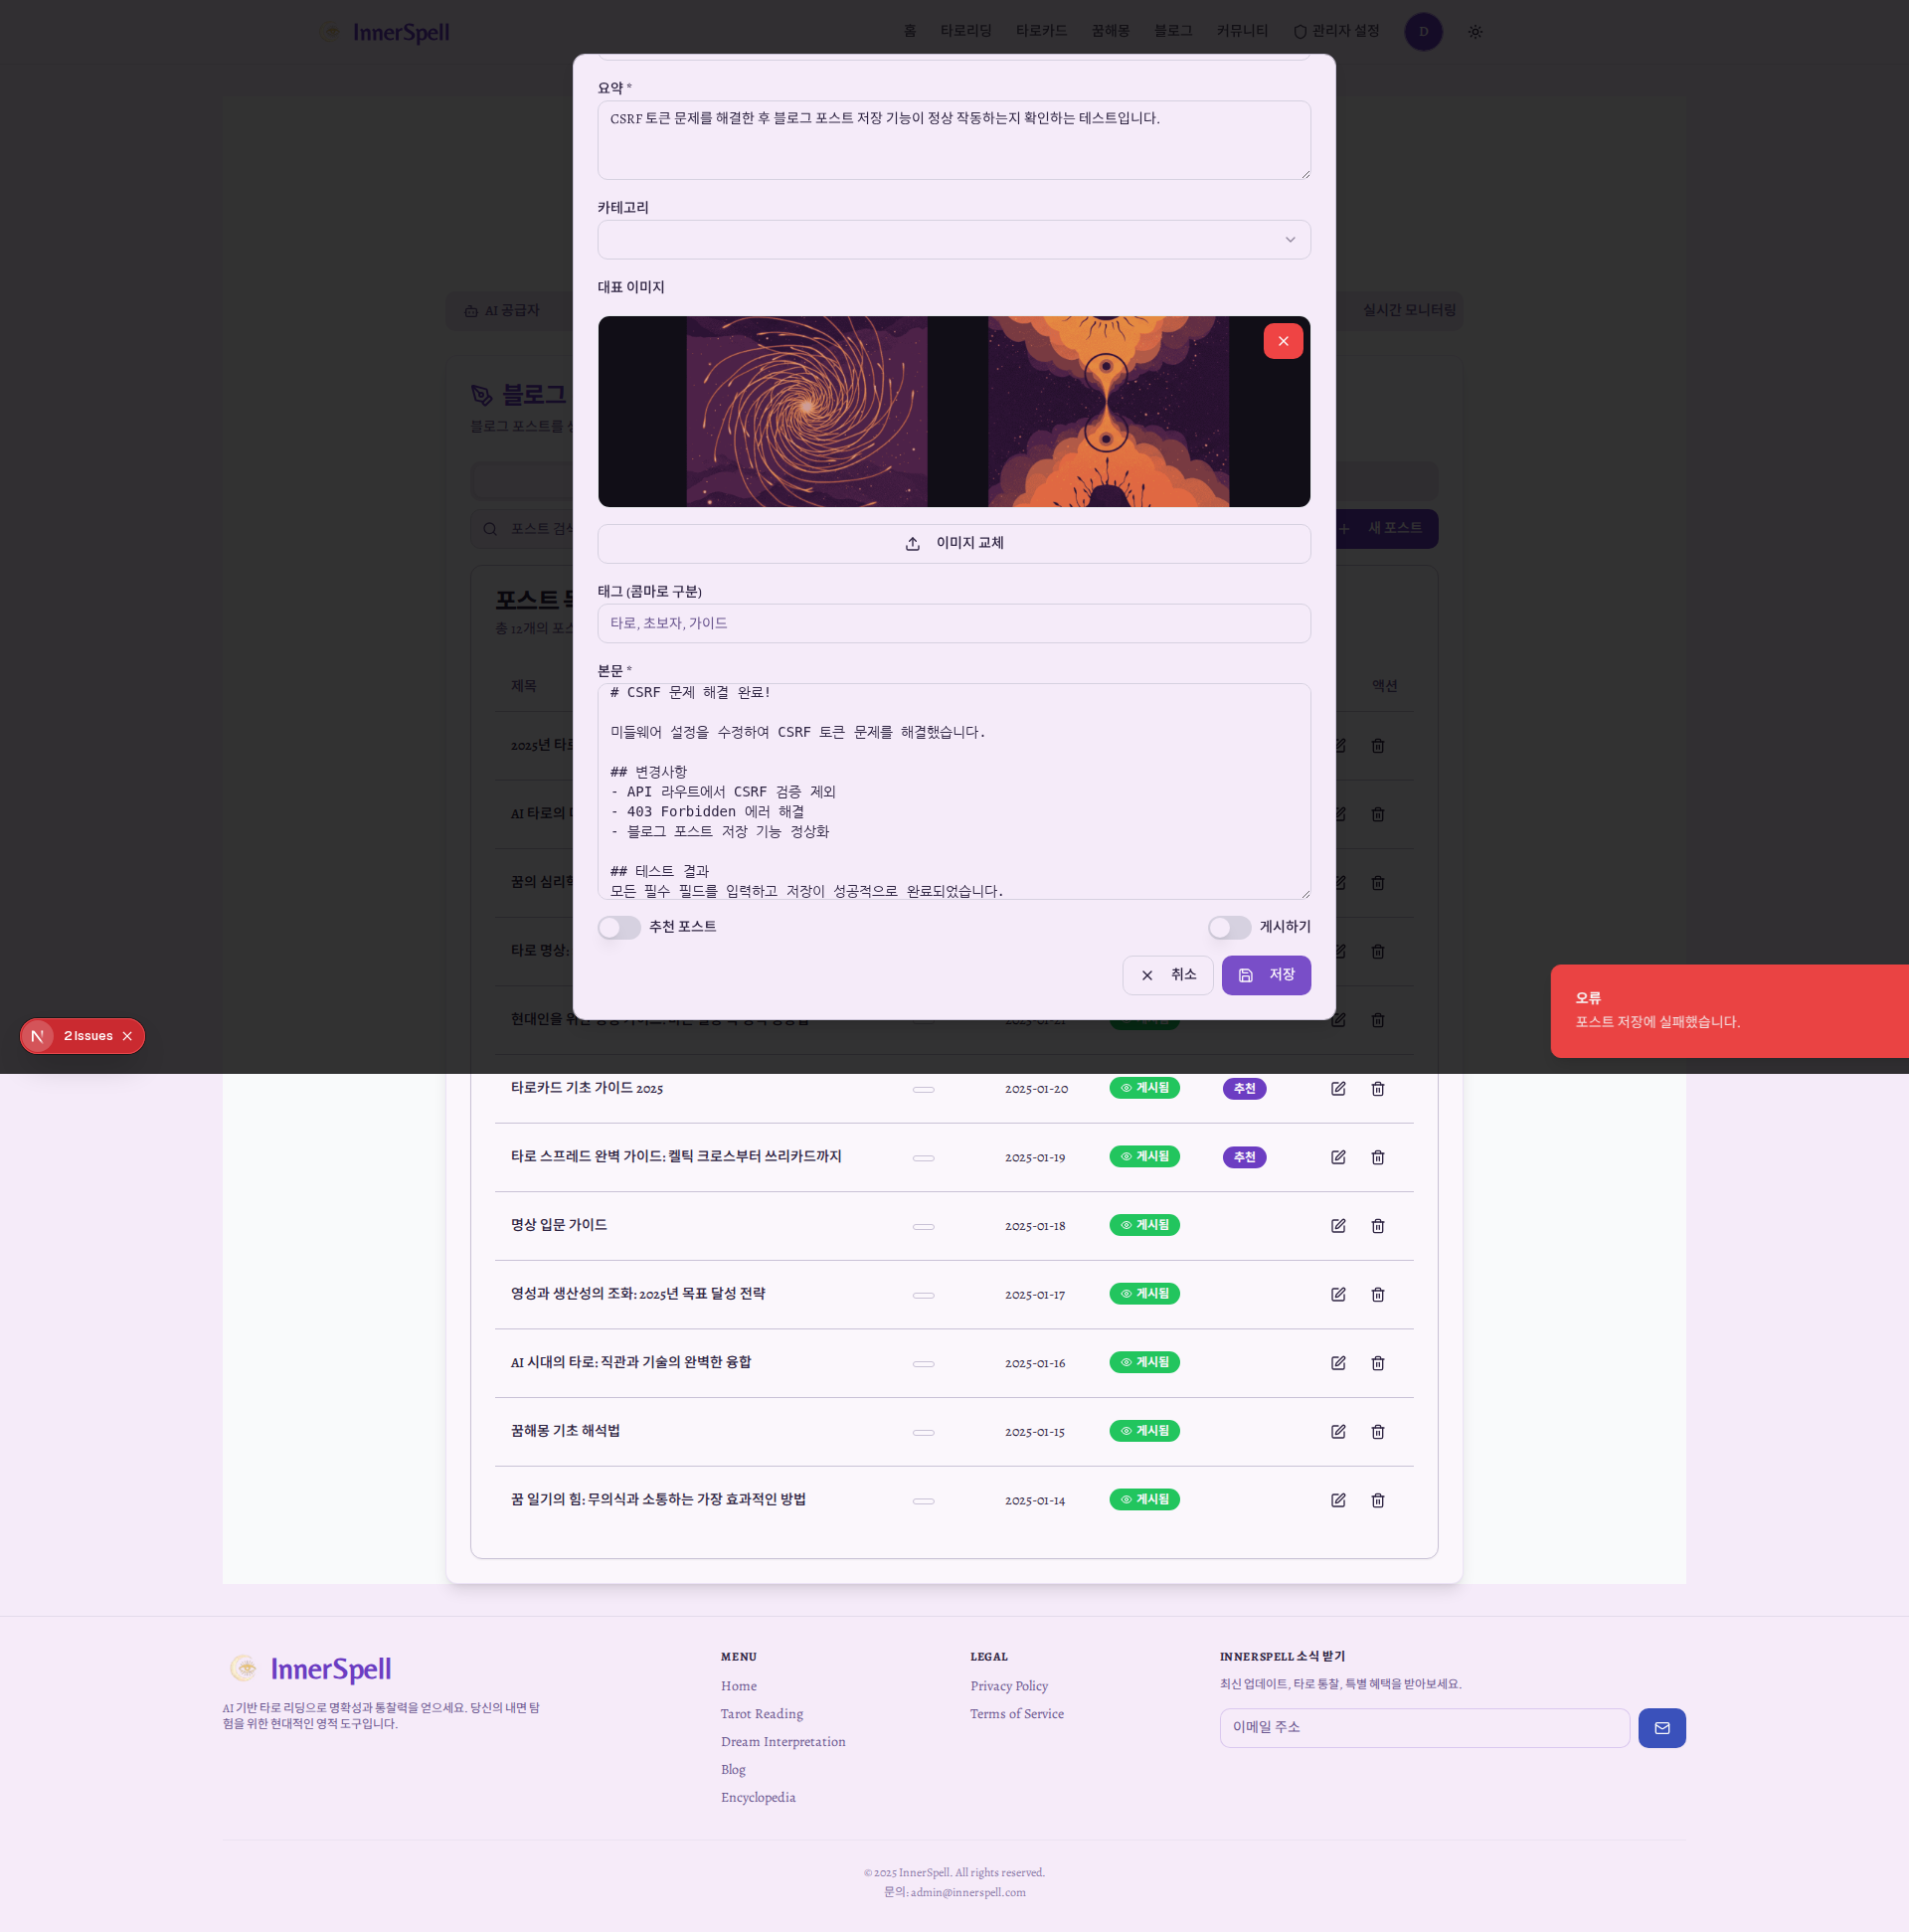 InnerSpell
홈
타로리딩
타로카드
꿈해몽
블로그
커뮤니티
관리자 설정
D
요약 *
CSRF 토큰 문제를 해결한 후 블로그 포스트 저장 기능이 정상 작동하는지 확인하는 테스트입니다.
카테고리
대표 이미지
AI 공급자
실시간 모니터링
블로그
블로그 포스트를
이미지 교체
포스트 검색
새 포스트
태그 (콤마로 구분)
타로, 초보자, 가이드
포스트
총 12개의
본문 *
제목
액션
# CSRF 문제 해결 완료!
미들웨어 설정을 수정하여 CSRF 토큰 문제를 해결했습니다.
## 변경사항
- API 라우트에서 CSRF 검증 제외
- 403 Forbidden 에러 해결
- 블로그 포스트 저장 기능 정상화
## 테스트 결과
모든 필수 필드를 입력하고 저장이 성공적으로 완료되었습니다.
2025년
AI 타로의
꿈의
타로 명상:
추천 포스트
게시하기
취소
저장
오류
포스트 저장에 실패했습니다.
현대인을
2 Issues
타로카드 기초 가이드 2025
2025-01-20
게시됨
추천
타로 스프레드 완벽 가이드: 켈틱 크로스부터 쓰리카드까지
2025-01-19
게시됨
추천
명상 입문 가이드
2025-01-18
게시됨
영성과 생산성의 조화: 2025년 목표 달성 전략
2025-01-17
게시됨
AI 시대의 타로: 직관과 기술의 완벽한 융합
2025-01-16
게시됨
꿈해몽 기초 해석법
2025-01-15
게시됨
꿈 일기의 힘: 무의식과 소통하는 가장 효과적인 방법
2025-01-14
게시됨
InnerSpell
AI 기반 타로 리딩으로 명확성과 통찰력을 얻으세요. 당신의 내면 탐
험을 위한 현대적인 영적 도구입니다.
MENU
Home
Tarot Reading
Dream Interpretation
Blog
Encyclopedia
LEGAL
Privacy Policy
Terms of Service
INNERSPELL 소식 받기
최신 업데이트, 타로 통찰, 특별 혜택을 받아보세요.
이메일 주소
© 2025 InnerSpell. All rights reserved.
문의: admin@innerspell.com